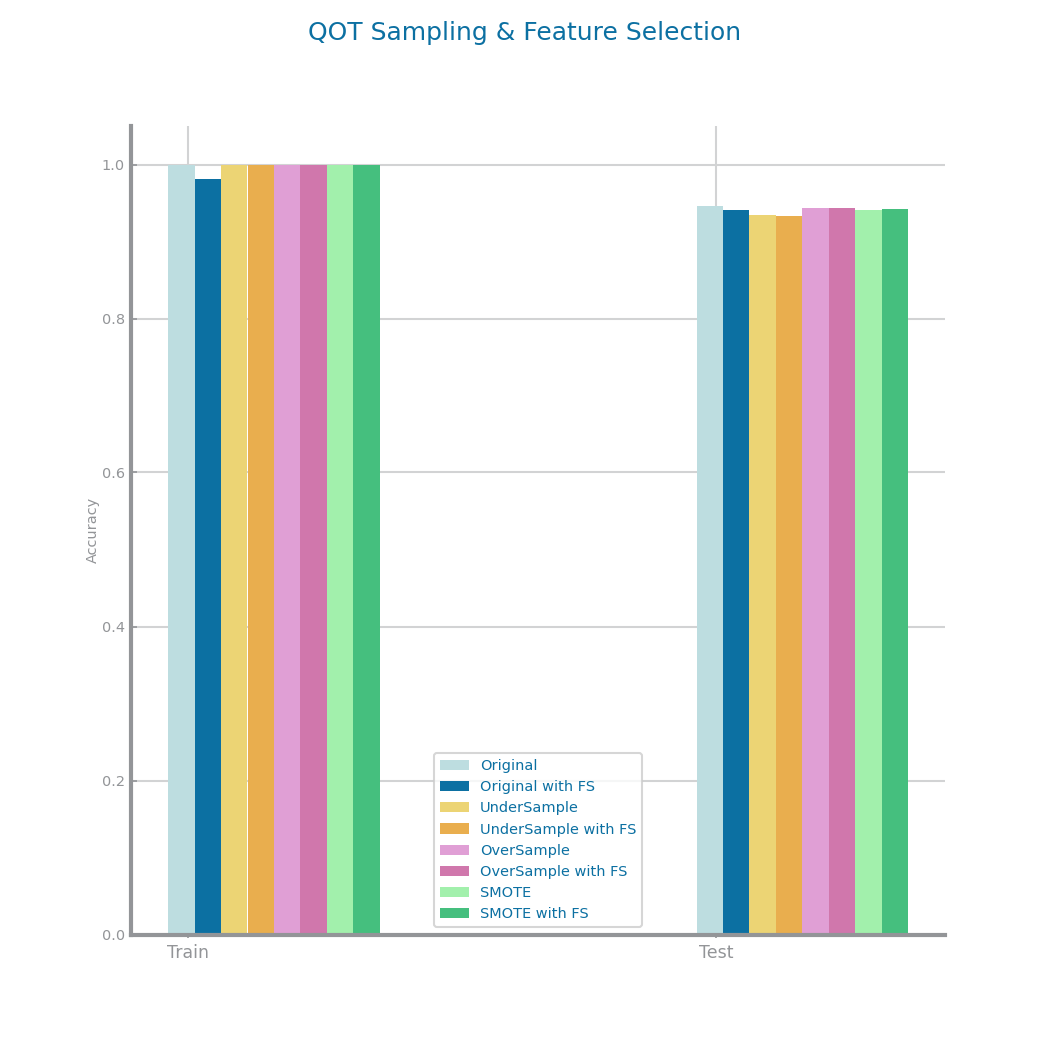 QOT Sampling & Feature Selection
1.0
0.8
0.6
0.4
0.2
0.0
Accuracy
Train
Test
Original
Original with FS
UnderSample
UnderSample with FS
OverSample
OverSample with FS
SMOTE
SMOTE with FS